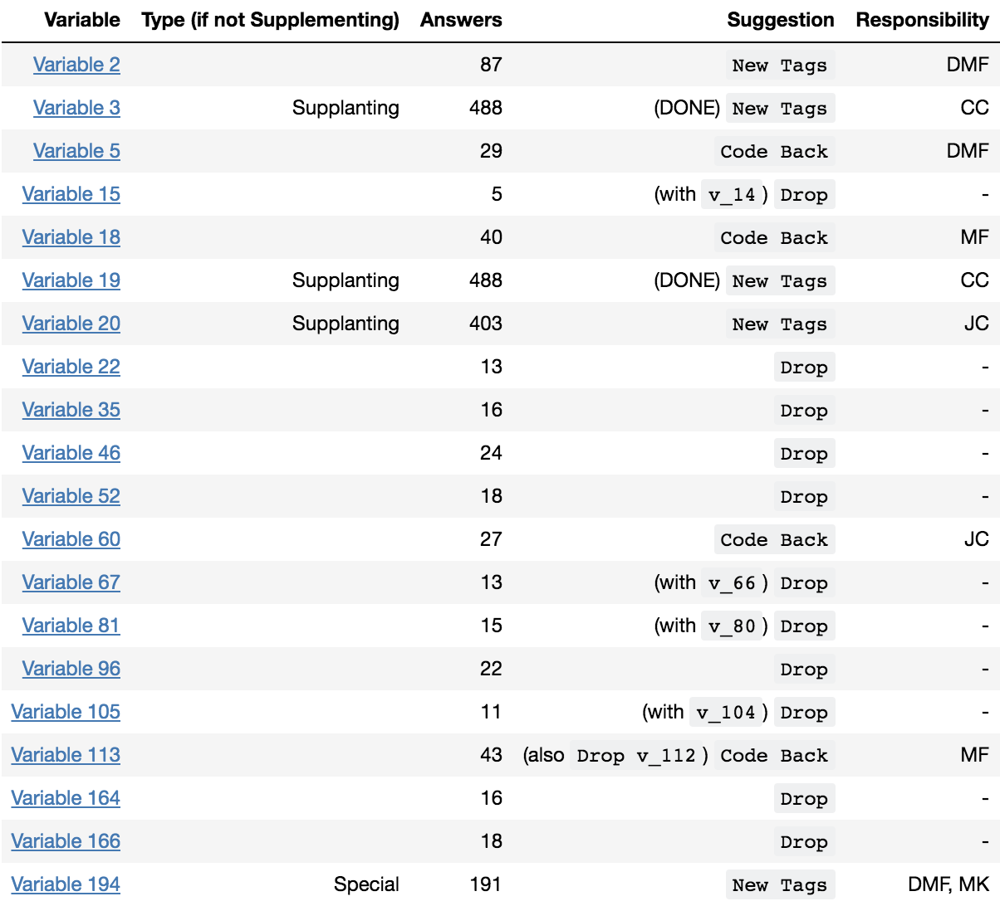 Variable Type (if not Supplementing) Answers Suggestion Responsibility
Variable 2 87 New Tags DMF
Variable 3 Supplanting 488 (DONE) New Tags CC
Variable 5 29 Code Back DMF
Variable 15 5 (with v_14 ) Drop -
Variable 18 40 Code Back MF
Variable 19 Supplanting 488 (DONE) New Tags CC
Variable 20 Supplanting 403 New Tags JC
Variable 22 13 Drop -
Variable 35 16 Drop -
Variable 46 24 Drop -
Variable 52 18 Drop -
Variable 60 27 Code Back JC
Variable 67 13 (with v_66 ) Drop -
Variable 81 15 (with v_80 ) Drop -
Variable 96 22 Drop -
Variable 105 11 (with v_104 ) Drop -
Variable 113 43 (also Drop v_112 ) Code Back MF
Variable 164 16 Drop -
Variable 166 18 Drop -
Variable 194 Special 191 New Tags DMF, MK